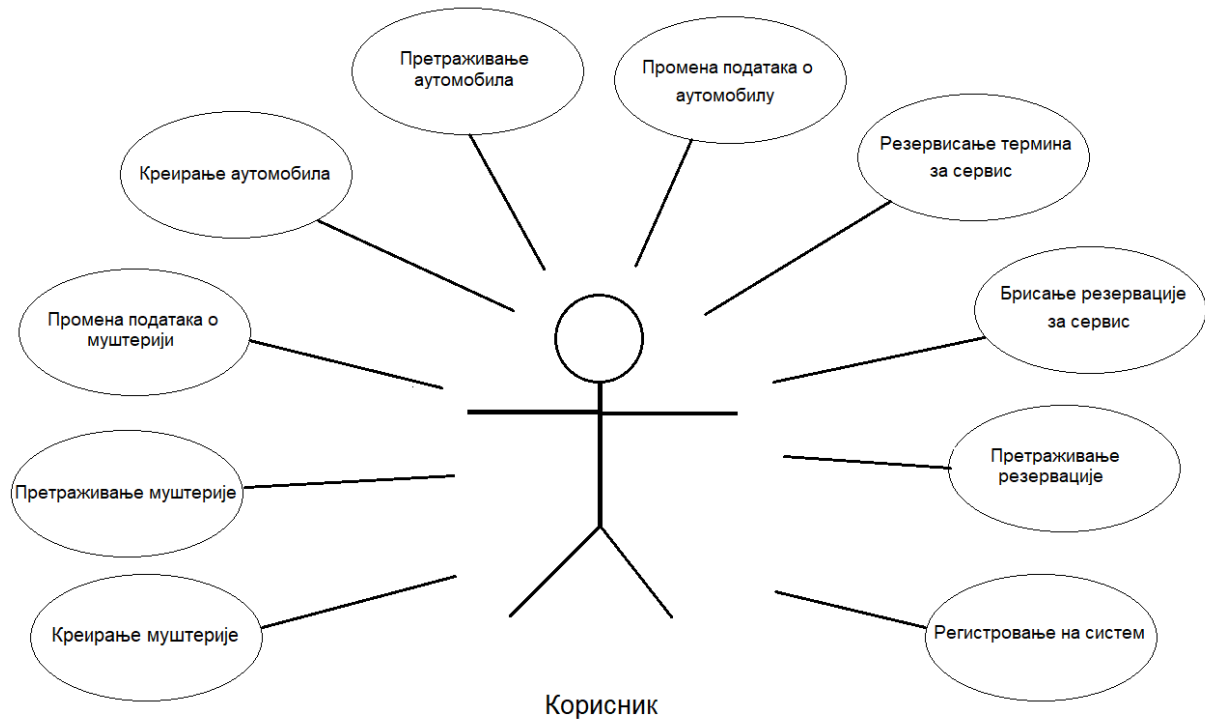 Претраживање
аутомобила
Промена података о
аутомобилу
Креирање аутомобила
Резервисање термина
за сервис
Промена података о
муштерији
Брисање резервације
за сервис
Претраживање муштерије
Претраживање
резервације
Креирање муштерије
Регистровање на систем
Корисник